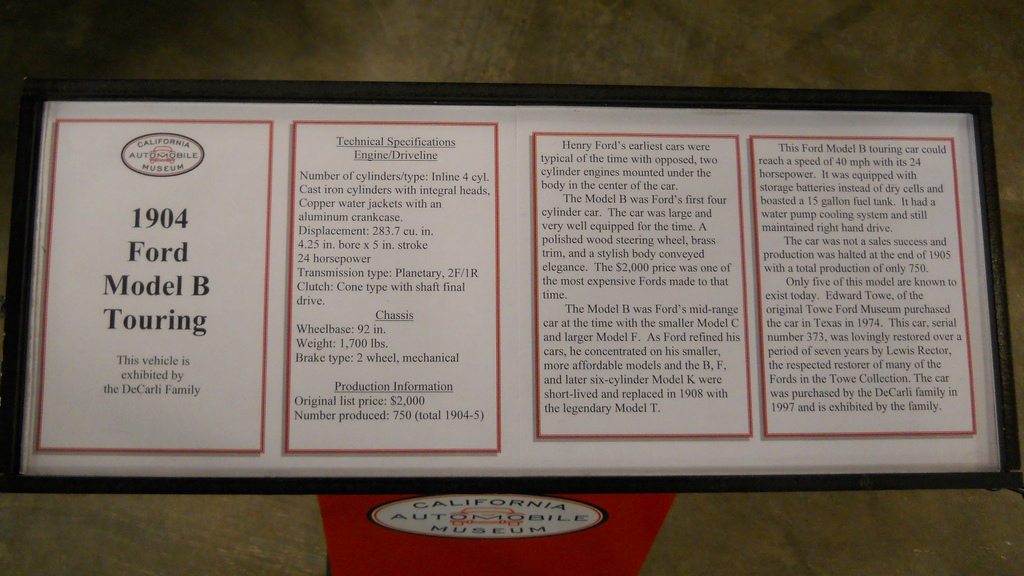 CALIFORNIA
AUTOMOBILE
MUSEUM
1904
Ford
Model B
Touring
This vehicle is
exhibited by
the DeCarli Family
Technical Specifications
Engine/Driveline
Number of cylinders/type: Inline 4 cyl.
Cast iron cylinders with integral heads,
Copper water jackets with an
aluminum crankcase.
Displacement: 283.7 cu. in.
4.25 in. bore x 5 in. stroke
24 horsepower
Transmission type: Planetary, 2F/1R
Clutch: Cone type with shaft final
drive.
Chassis
Wheelbase: 92 in.
Weight: 1,700 lbs.
Brake type: 2 wheel, mechanical
Production Information
Original list price: $2,000
Number produced: 750 (total 1904-5)
Henry Ford's earliest cars were
typical of the time with opposed, two
cylinder engines mounted under the
body in the center of the car.
The Model B was Ford's first four
cylinder car. The car was large and
very well equipped for the time. A
polished wood steering wheel, brass
trim, and a stylish body conveyed
elegance. The $2,000 price was one of
the most expensive Fords made to that
time.
The Model B was Ford's mid-range
car at the time with the smaller Model C
and larger Model F. As Ford refined his
cars, he concentrated on his smaller,
more affordable models and the B, F,
and later six-cylinder Model K were
short-lived and replaced in 1908 with
the legendary Model T.
This Ford Model B touring car could
reach a speed of 40 mph with its 24
horsepower. It was equipped with
storage batteries instead of dry cells and
boasted a 15 gallon fuel tank. It had a
water pump cooling system and still
maintained right hand drive.
The car was not a sales success and
production was halted at the end of 1905
with a total production of only 750.
Only five of this model are known to
exist today. Edward Towe, of the
original Towe Ford Museum purchased
the car in Texas in 1974. This car, serial
number 373, was lovingly restored over a
period of seven years by Lewis Rector,
the respected restorer of many of the
Fords in the Towe Collection. The car
was purchased by the DeCarli family in
1997 and is exhibited by the family.
CALIFORNIA
AUTOMOBILE
MUSEUM